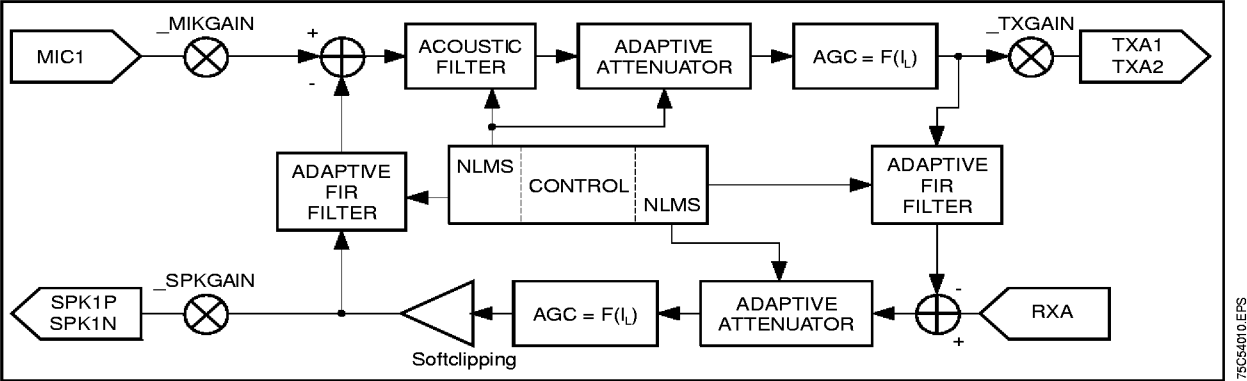 _MIKGAIN
_TXGAIN
MIC1
+
-
ACOUSTIC
FILTER
ADAPTIVE
ATTENUATOR
AGC = F(IL)
TXA1
TXA2
ADAPTIVE
FIR
FILTER
NLMS
CONTROL
NLMS
ADAPTIVE
FIR
FILTER
_SPKGAIN
SPK1P
SPK1N
Softclipping
AGC = F(IL)
ADAPTIVE
ATTENUATOR
-
+
RXA
75C54010.EPS